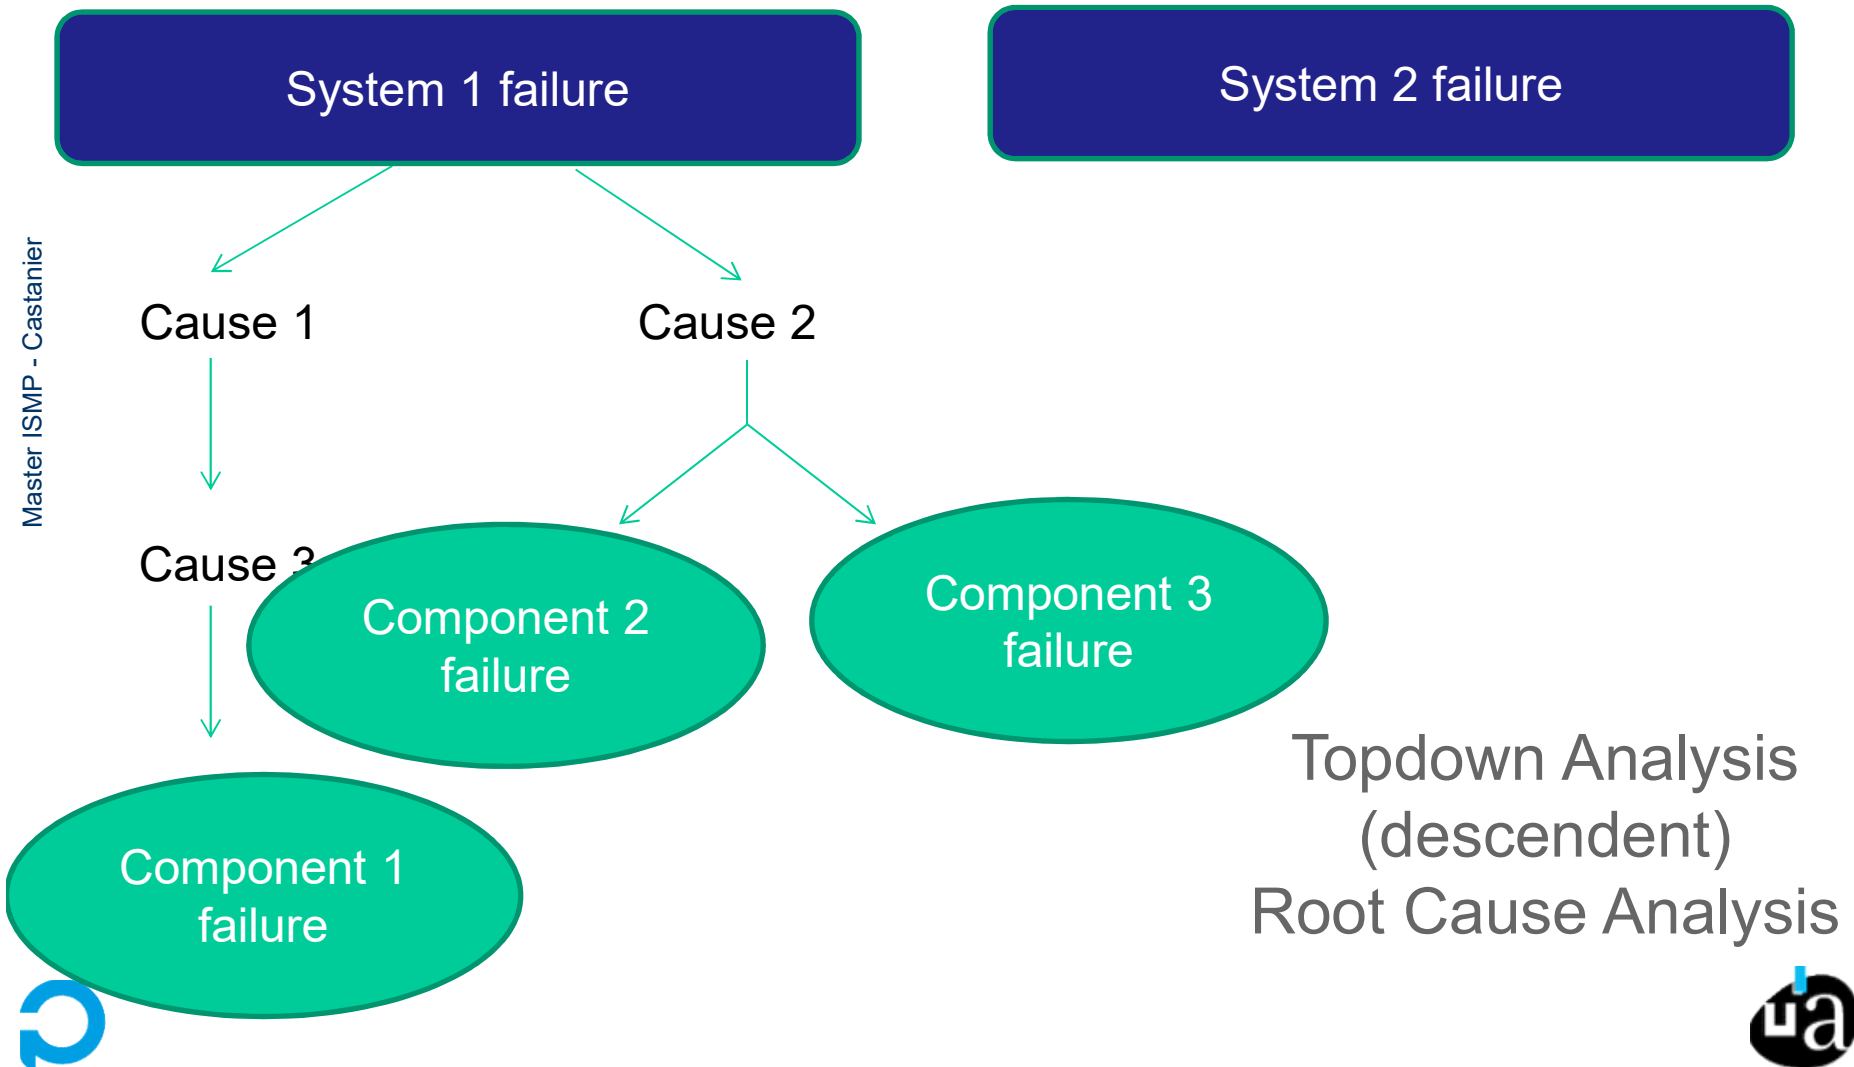 System 1 failure
System 2 failure
Master ISMP - Castanier
Cause 1
Cause 2
Cause 3
Component 2
failure
Component 3
failure
Component 1
failure
Topdown Analysis
(descendent)
Root Cause Analysis
ua